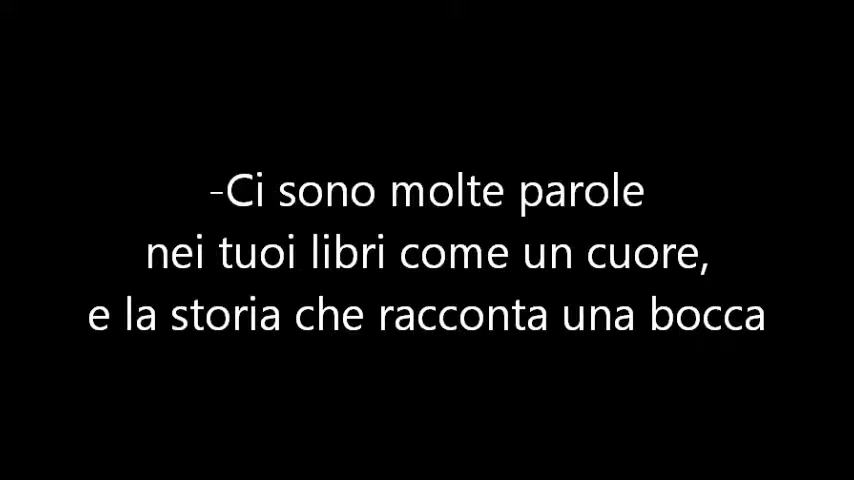 -Ci sono molte parole
nei tuoi libri come un cuore,
e la storia che racconta una bocca